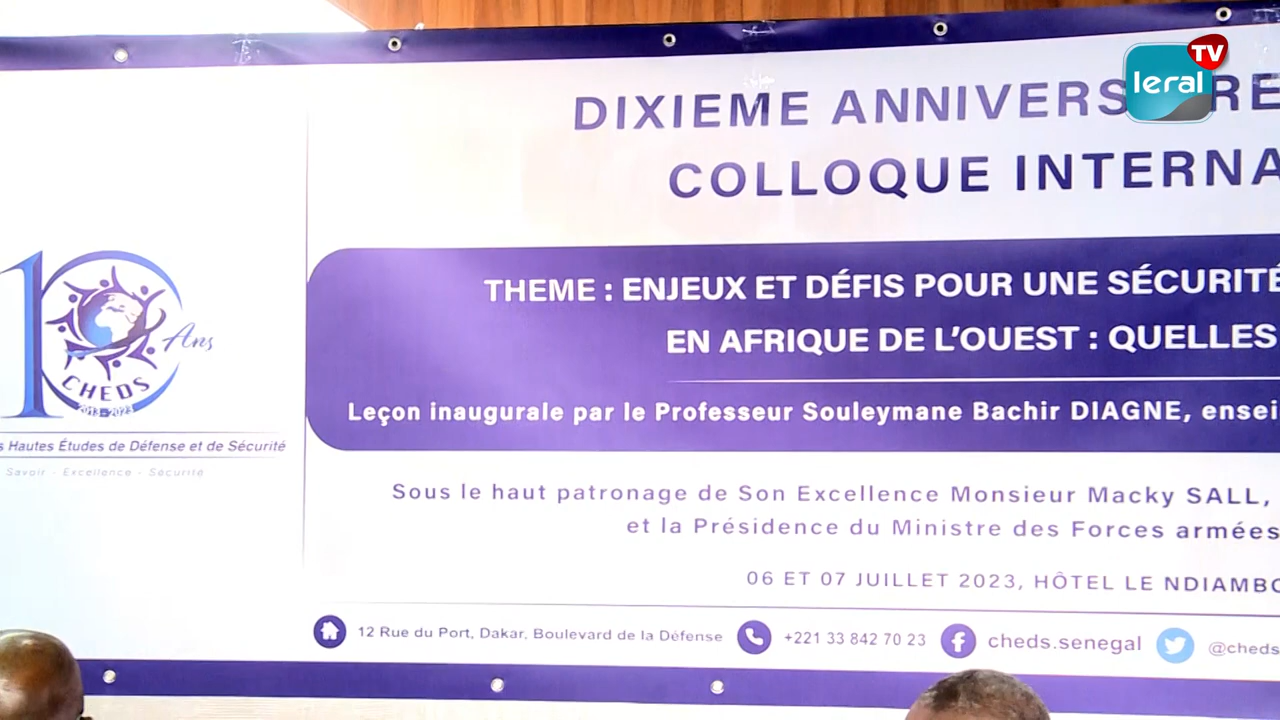 TV
leral
DIXIEME ANNIVERS RE
COLLOQUE INTERNA
THEME : ENJEUX ET DÉFIS POUR UNE SÉCURITÉ
EN AFRIQUE DE L'OUEST : QUELLES
Leçon inaugurale par le Professeur Souleymane Bachir DIAGNE, ensei
10
Ans
CHEDS
2013 - 2023
s Hautes Études de Défense et de Sécurité
Savoir - Excellence - Sécurité
Sous le haut patronage de Son Excellence Monsieur Macky SALL,
et la Présidence du Ministre des Forces armées
06 ET 07 JUILLET 2023, HÔTEL LE NDIAMBO
12 Rue du Port, Dakar. Boulevard de la Défense
+221 33 842 70 23
cheds.senegal
@cheds